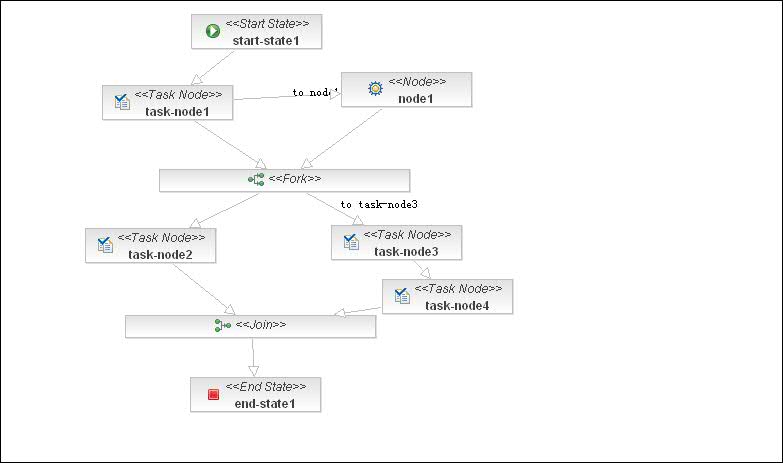 <<Start State>>
start-state1
<<Task Node>>
task-node1
to node1
<<Node>>
node1
<<Fork>>
to task-node3
<<Task Node>>
task-node2
<<Task Node>>
task-node3
<<Task Node>>
task-node4
<<Join>>
<<End State>>
end-state1